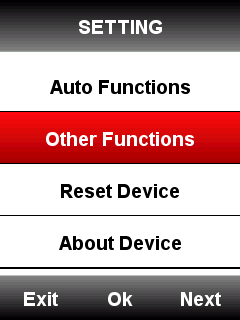 SETTING
Auto Functions
Other Functions
Reset Device
About Device
Exit Ok Next